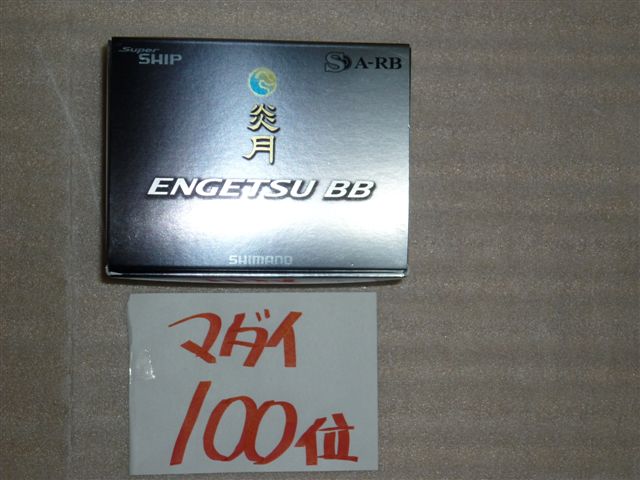 Super SHIP
S A-RB
炎月
ENGETSU BB
SHIMANO
マダイ
100位